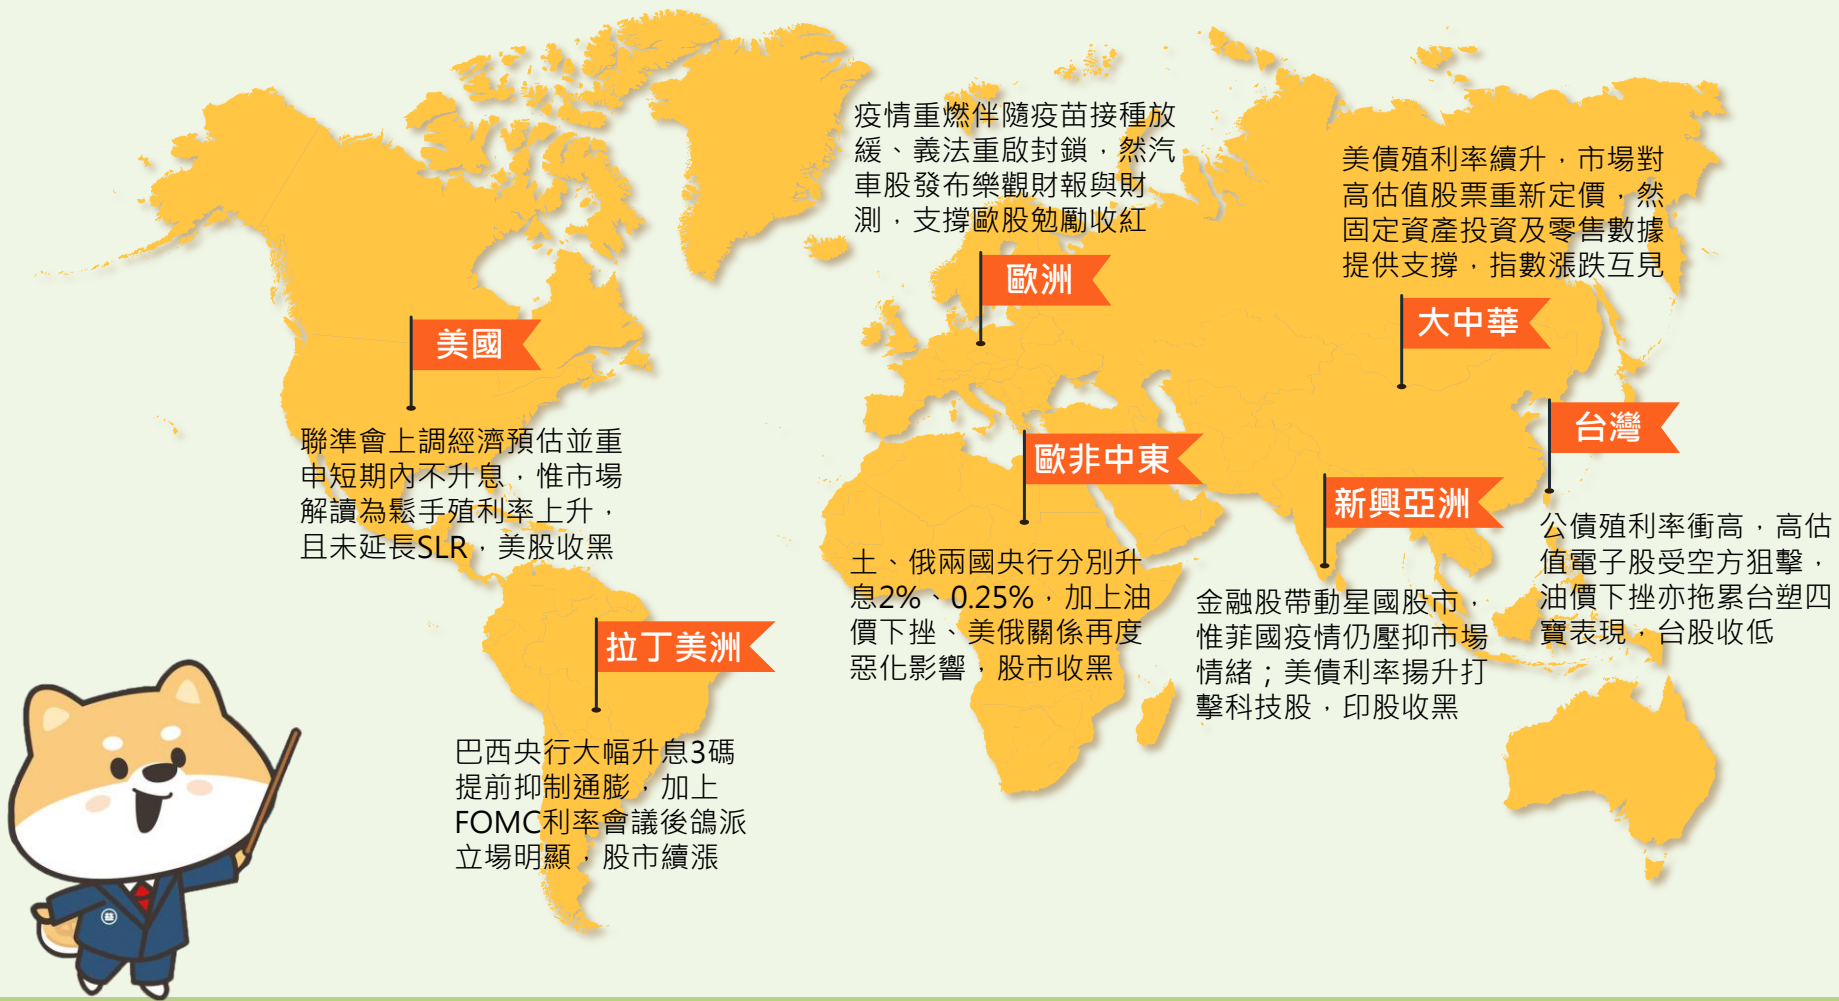 疫情重燃伴隨疫苗接種放
緩、義法重啟封鎖，然汽
車股發布樂觀財報與財
測，支撐歐股勉勵收紅
歐洲
美債殖利率續升，市場對
高估值股票重新定價，然
固定資產投資及零售數據
提供支撐，指數漲跌互見
大中華
美國
聯準會上調經濟預估並重
申短期內不升息，惟市場
解讀為鬆手殖利率上升，
且未延長SLR，美股收黑
歐非中東
土、俄兩國央行分別升
息2%、0.25%，加上油
價下挫、美俄關係再度
惡化影響，股市收黑
新興亞洲
金融股帶動星國股市，
惟菲國疫情仍壓抑市場
情緒；美債利率揚升打
擊科技股，印股收黑
台灣
公債殖利率衝高，高估
值電子股受空方狙擊，
油價下挫亦拖累台塑四
寶表現，台股收低
拉丁美洲
巴西央行大幅升息3碼
提前抑制通膨，加上
FOMC利率會議後鴿派
立場明顯，股市續漲